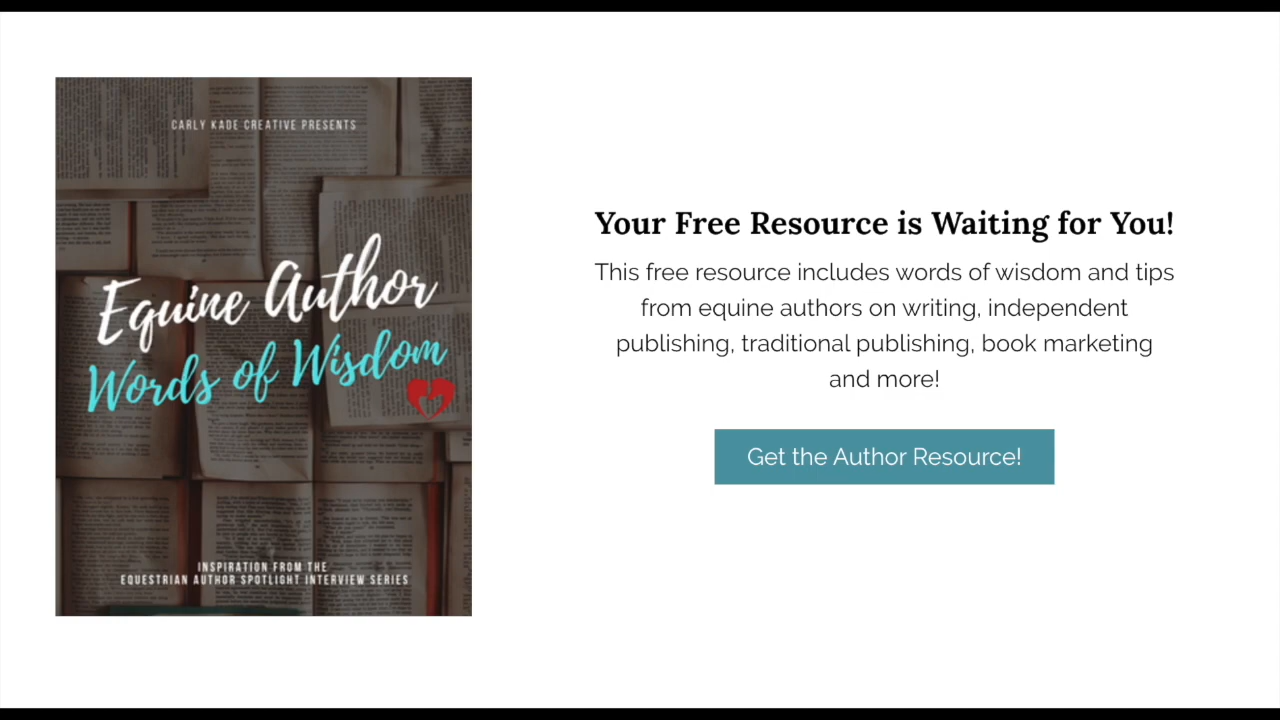 CARLY KADE CREATIVE PRESENTS
Equine Author
Words of Wisdom
INSPIRATION FROM THE
EQUESTRIAN AUTHOR SPOTLIGHT INTERVIEW SERIES
Your Free Resource is Waiting for You!
This free resource includes words of wisdom and tips
from equine authors on writing, independent
publishing, traditional publishing, book marketing
and more!
Get the Author Resource!